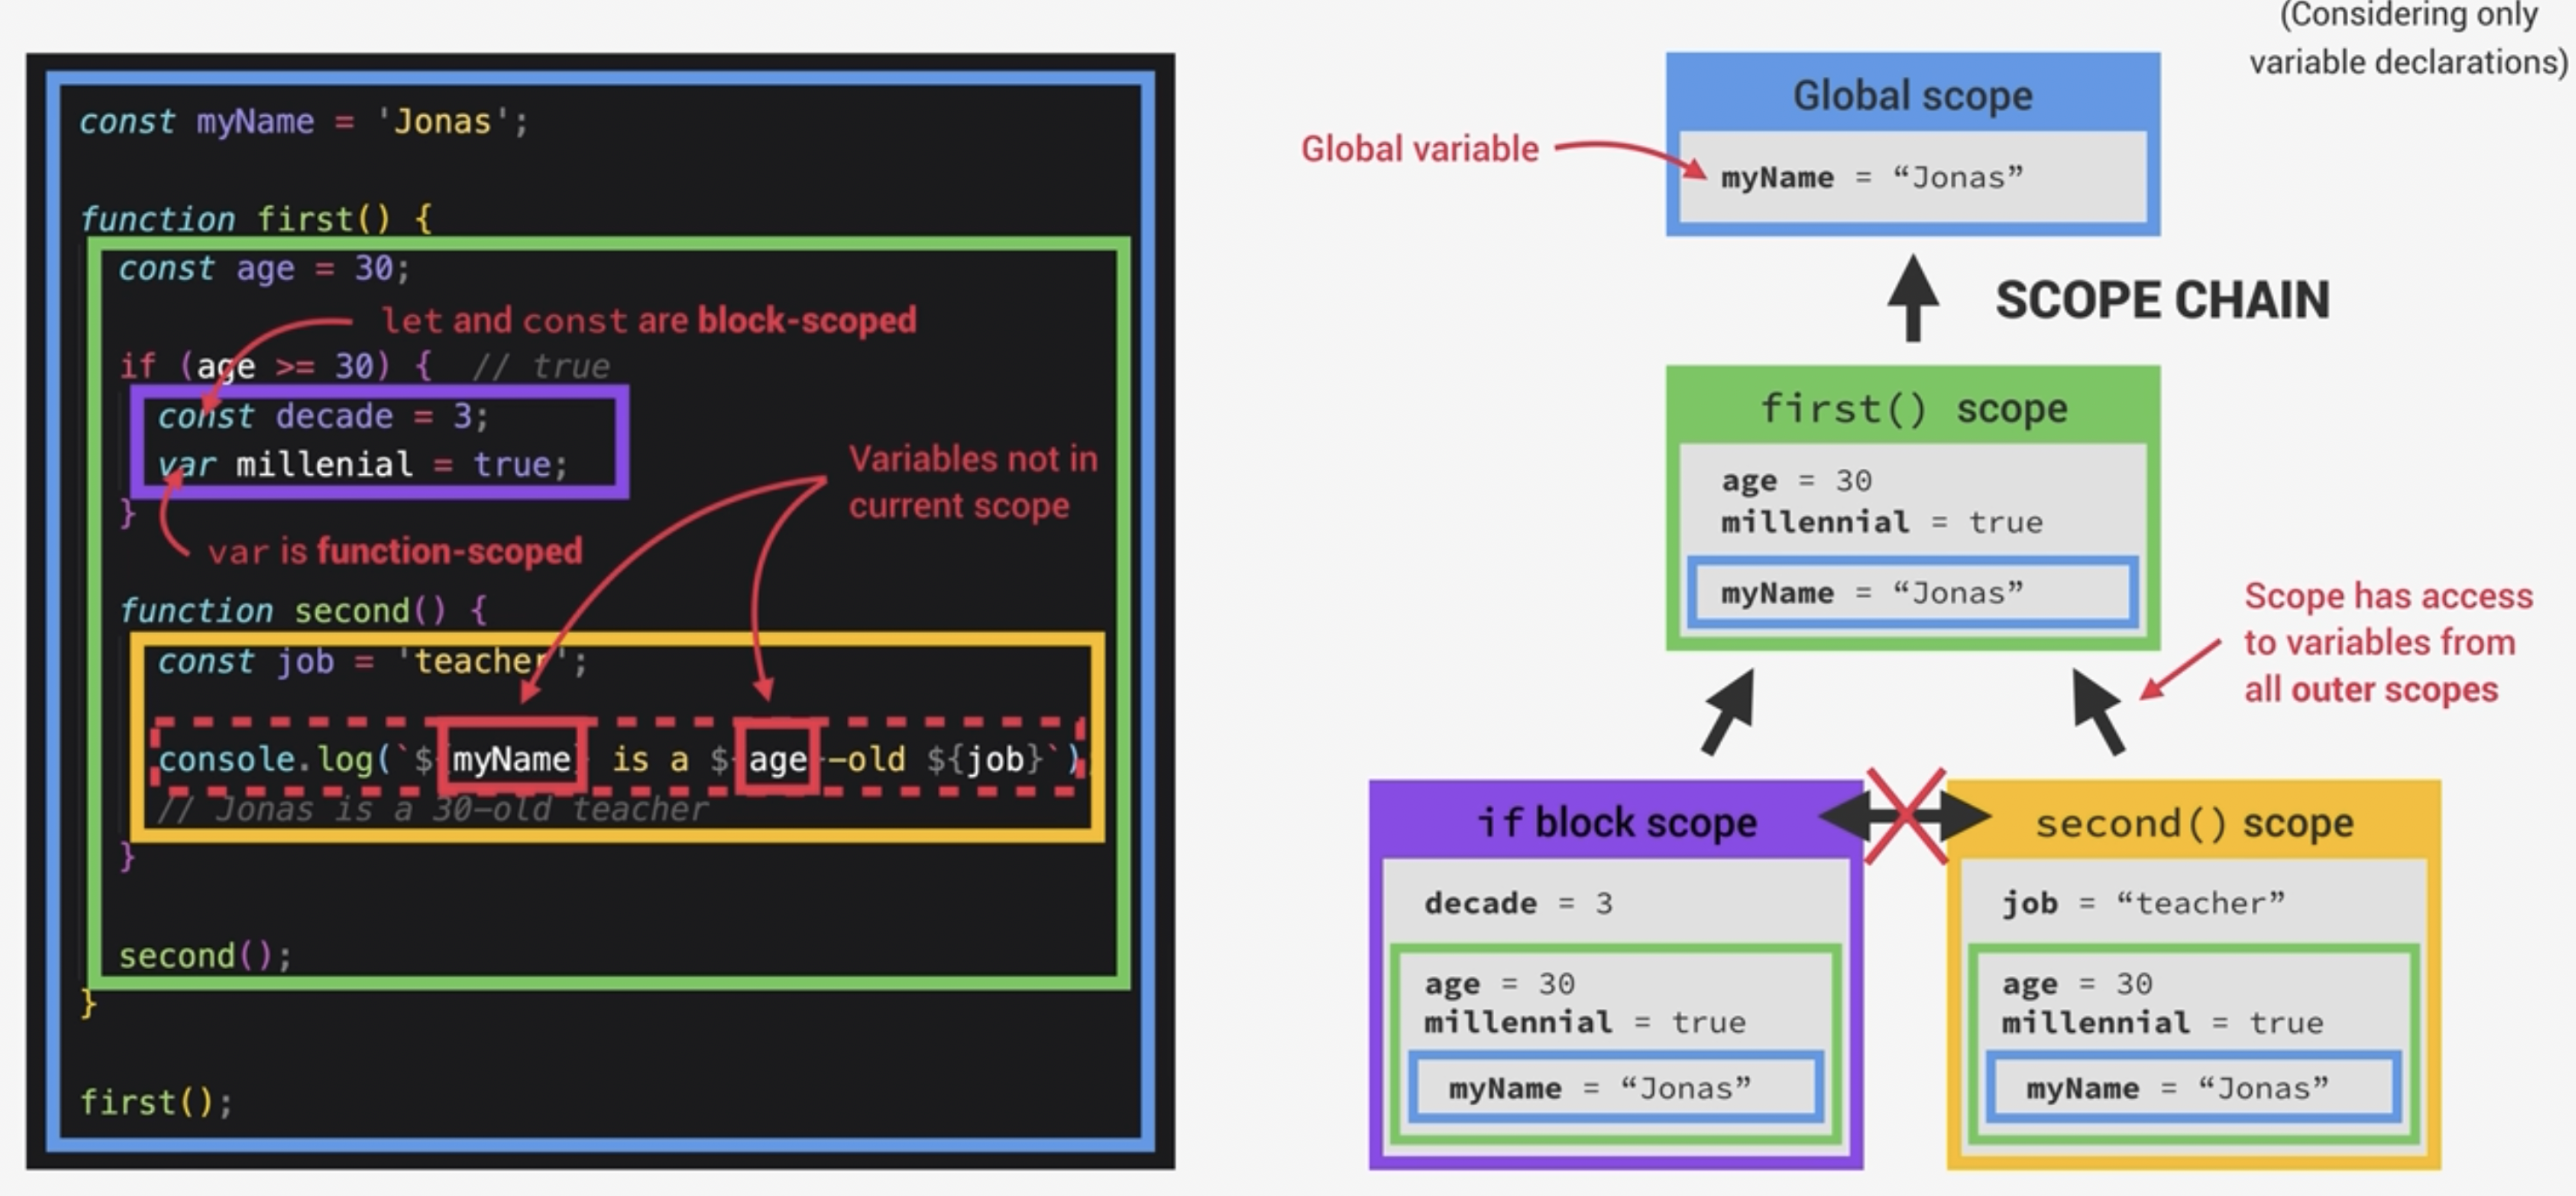 const myName = 'Jonas';
function first() {
const age = 30;
let and const are block-scoped
if (age >= 30) { // true
const decade = 3;
var millenial = true;
}
var is function-scoped
Variables not in
current scope
function second() {
const job = 'teacher';
console.log(`${myName} is a ${age}-old ${job}`)
// Jonas is a 30-old teacher
}
second();
}
first();
(Considering only
variable declarations)
Global scope
Global variable
myName = “Jonas”
SCOPE CHAIN
first() scope
age = 30
millennial = true
myName = “Jonas”
Scope has access
to variables from
all outer scopes
if block scope
decade = 3
age = 30
millennial = true
myName = “Jonas”
second() scope
job = “teacher”
age = 30
millennial = true
myName = “Jonas”